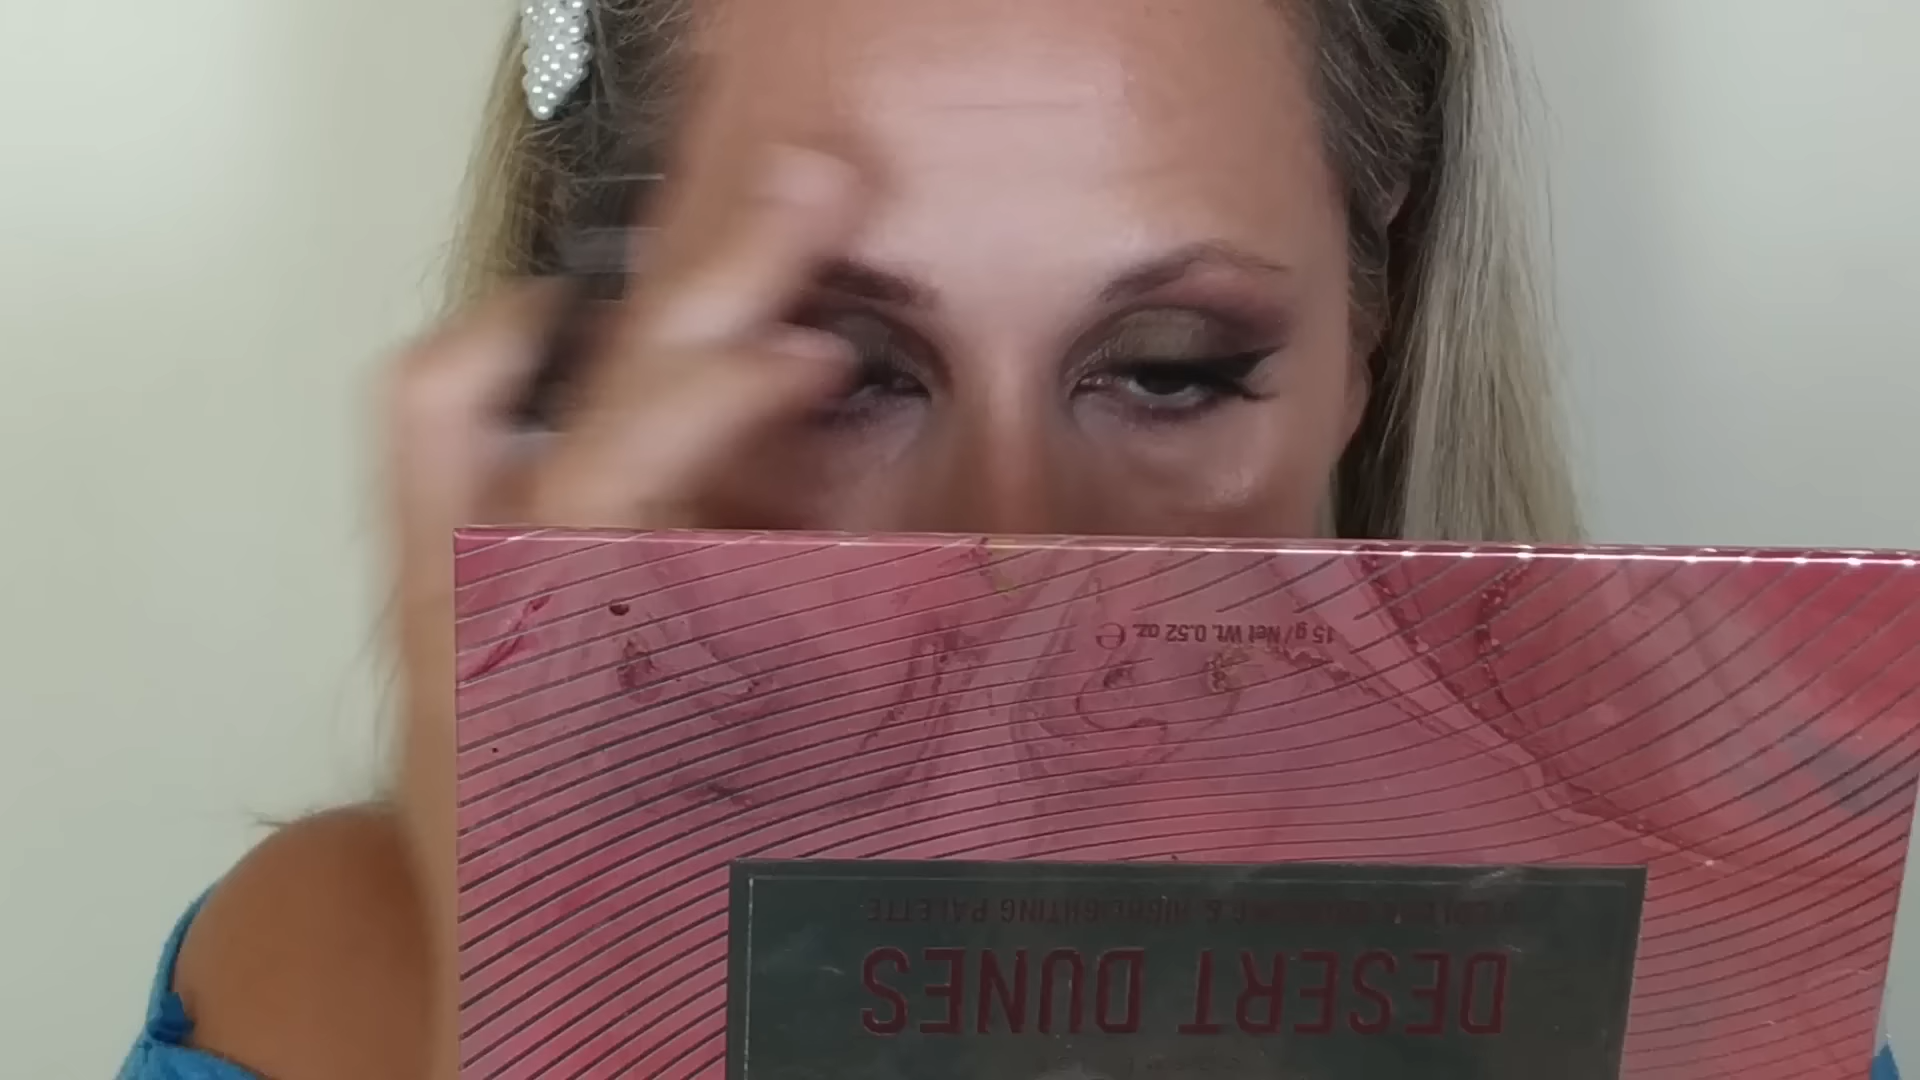 DESERT DUNES
& HIGHLIGHTING PALETTE
15 g / Net Wt. 0.52 oz. ℮